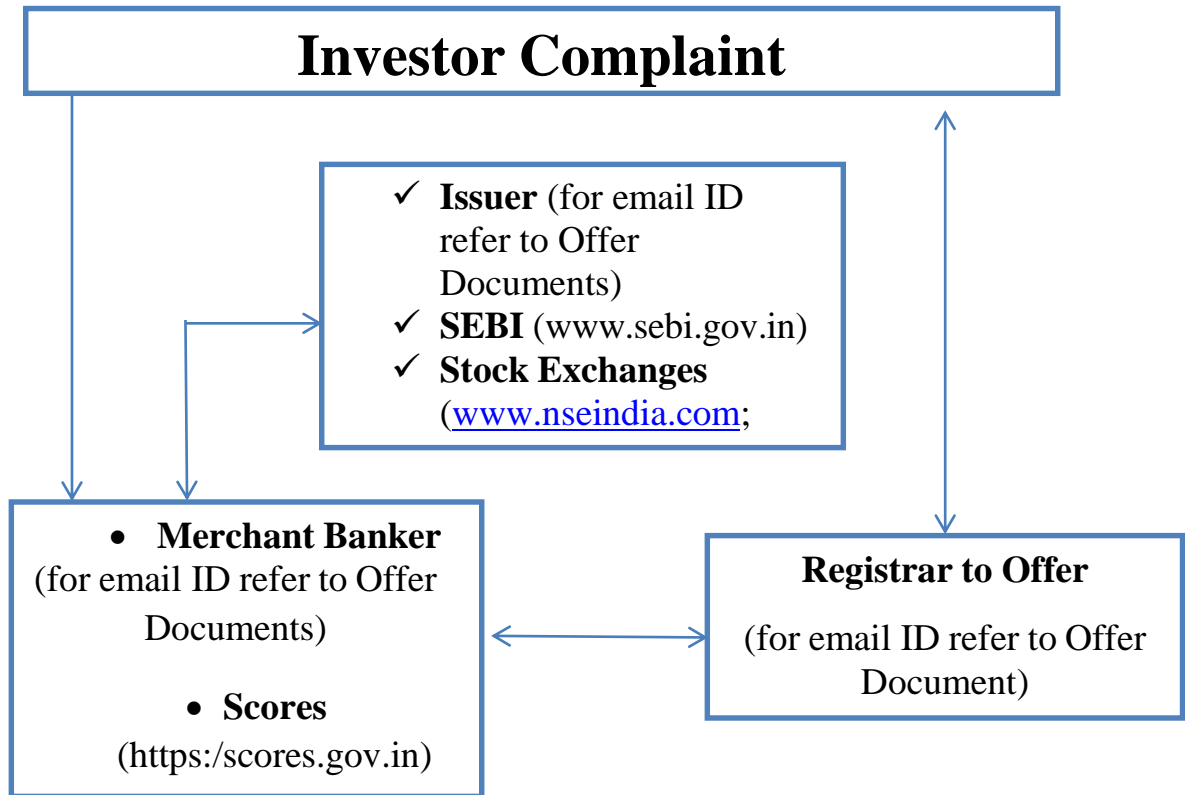 Investor Complaint
✓ Issuer (for email ID
refer to Offer
Documents)
✓ SEBI (www.sebi.gov.in)
✓ Stock Exchanges
(www.nseindia.com;
• Merchant Banker
(for email ID refer to Offer
Documents)
• Scores
(https:/scores.gov.in)
Registrar to Offer
(for email ID refer to Offer
Document)